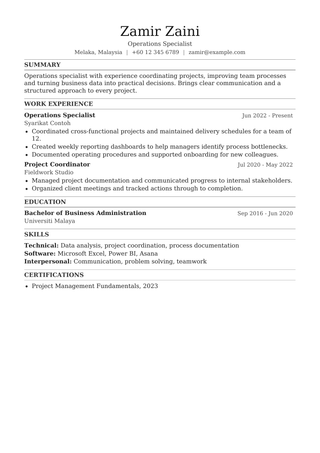 Zamir Zaini
Operations Specialist
Melaka, Malaysia | +60 12 345 6789 | zamir@example.com
SUMMARY
Operations specialist with experience coordinating projects, improving team processes
and turning business data into practical decisions. Brings clear communication and a
structured approach to every project.
WORK EXPERIENCE
Operations Specialist Jun 2022 - Present
Syarikat Contoh
• Coordinated cross-functional projects and maintained delivery schedules for a team of
12.
• Created weekly reporting dashboards to help managers identify process bottlenecks.
• Documented operating procedures and supported onboarding for new colleagues.
Project Coordinator Jul 2020 - May 2022
Fieldwork Studio
• Managed project documentation and communicated progress to internal stakeholders.
• Organized client meetings and tracked actions through to completion.
EDUCATION
Bachelor of Business Administration Sep 2016 - Jun 2020
Universiti Malaya
SKILLS
Technical: Data analysis, project coordination, process documentation
Software: Microsoft Excel, Power BI, Asana
Interpersonal: Communication, problem solving, teamwork
CERTIFICATIONS
• Project Management Fundamentals, 2023